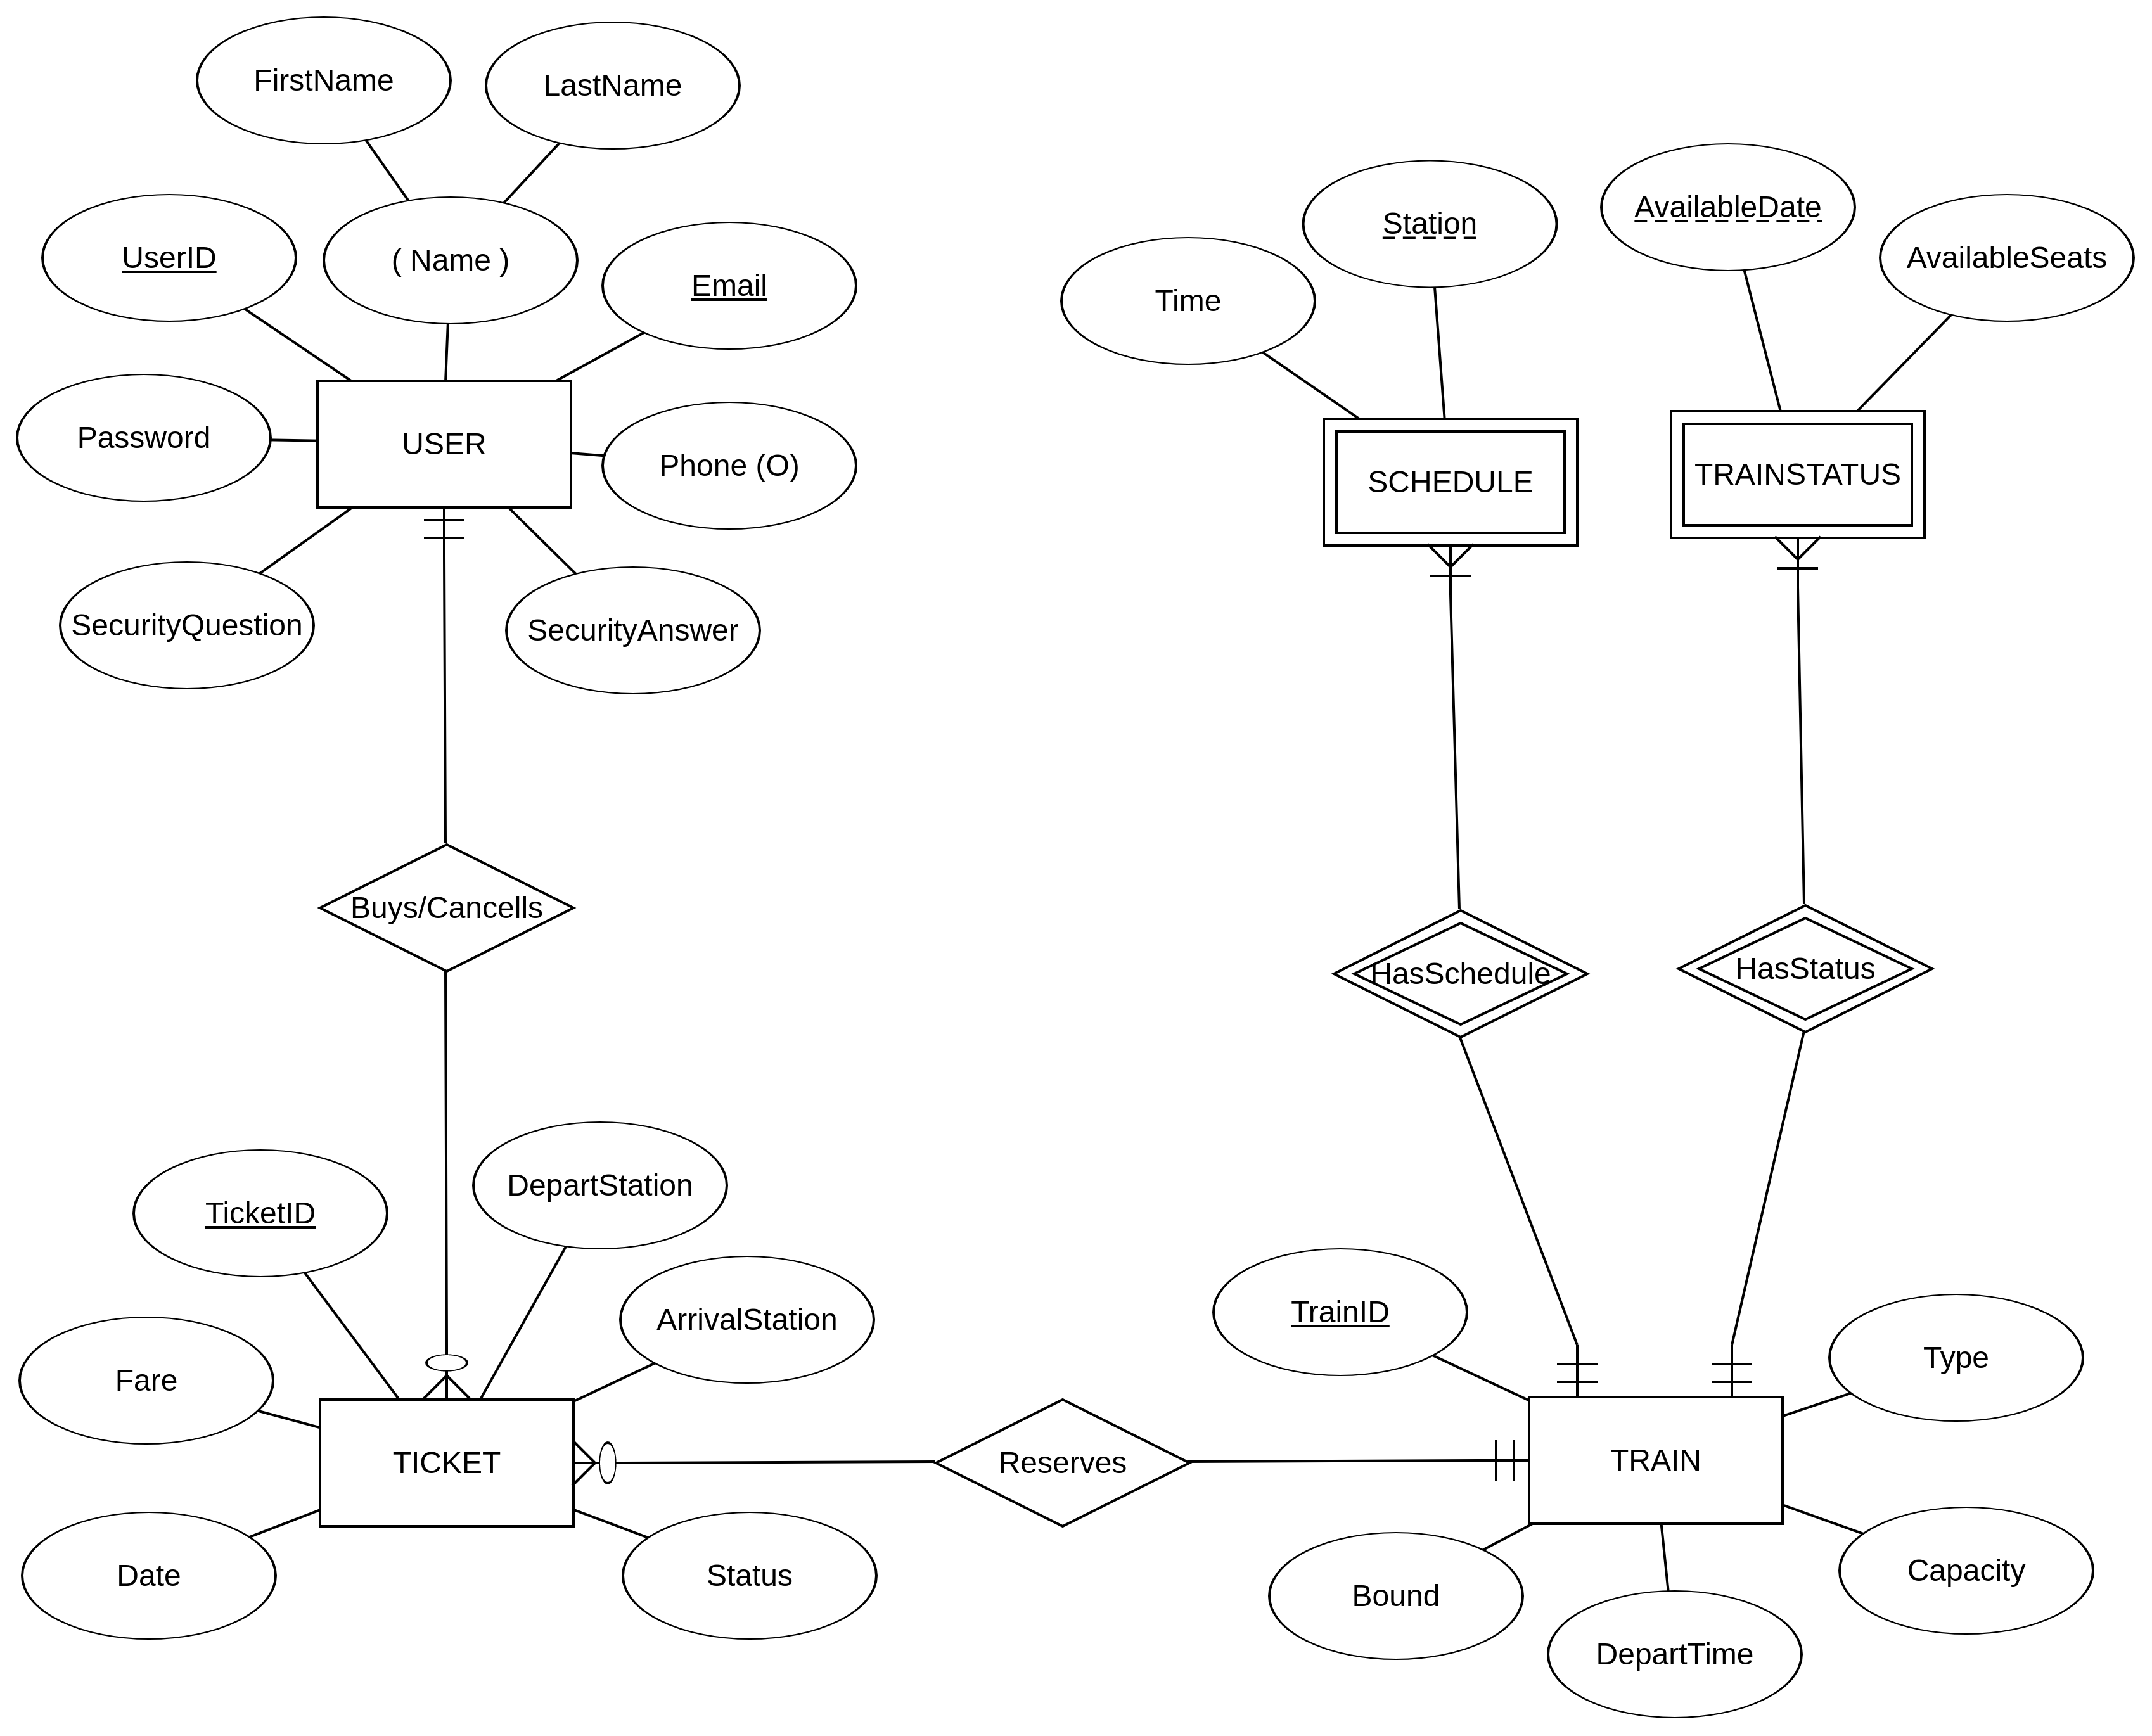 FirstName
LastName
UserID
( Name )
Email
Password
USER
Phone (O)
SecurityQuestion
SecurityAnswer
Time
Station
AvailableDate
AvailableSeats
SCHEDULE
TRAINSTATUS
Buys/Cancells
HasSchedule
HasStatus
TicketID
DepartStation
ArrivalStation
Fare
TICKET
Date
Status
Reserves
TrainID
Type
TRAIN
Bound
DepartTime
Capacity